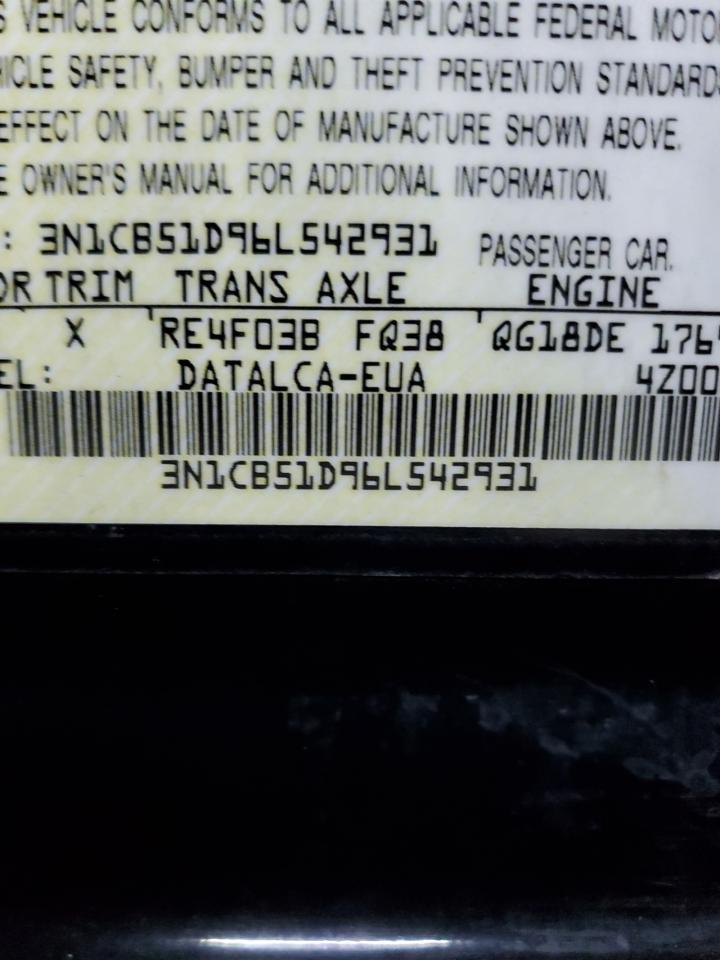 S VEHICLE CONFORMS TO ALL APPLICABLE FEDERAL MOTO
HICLE SAFETY, BUMPER AND THEFT PREVENTION STANDARDS
EFFECT ON THE DATE OF MANUFACTURE SHOWN ABOVE.
E OWNER'S MANUAL FOR ADDITIONAL INFORMATION.
: 3N1CB51D96L542931 PASSENGER CAR.
OR TRIM TRANS AXLE ENGINE
X RE4F03B FQ38 QG18DE 176
EL: DATALCA-EUA 4Z00
3N1CB51D96L542931